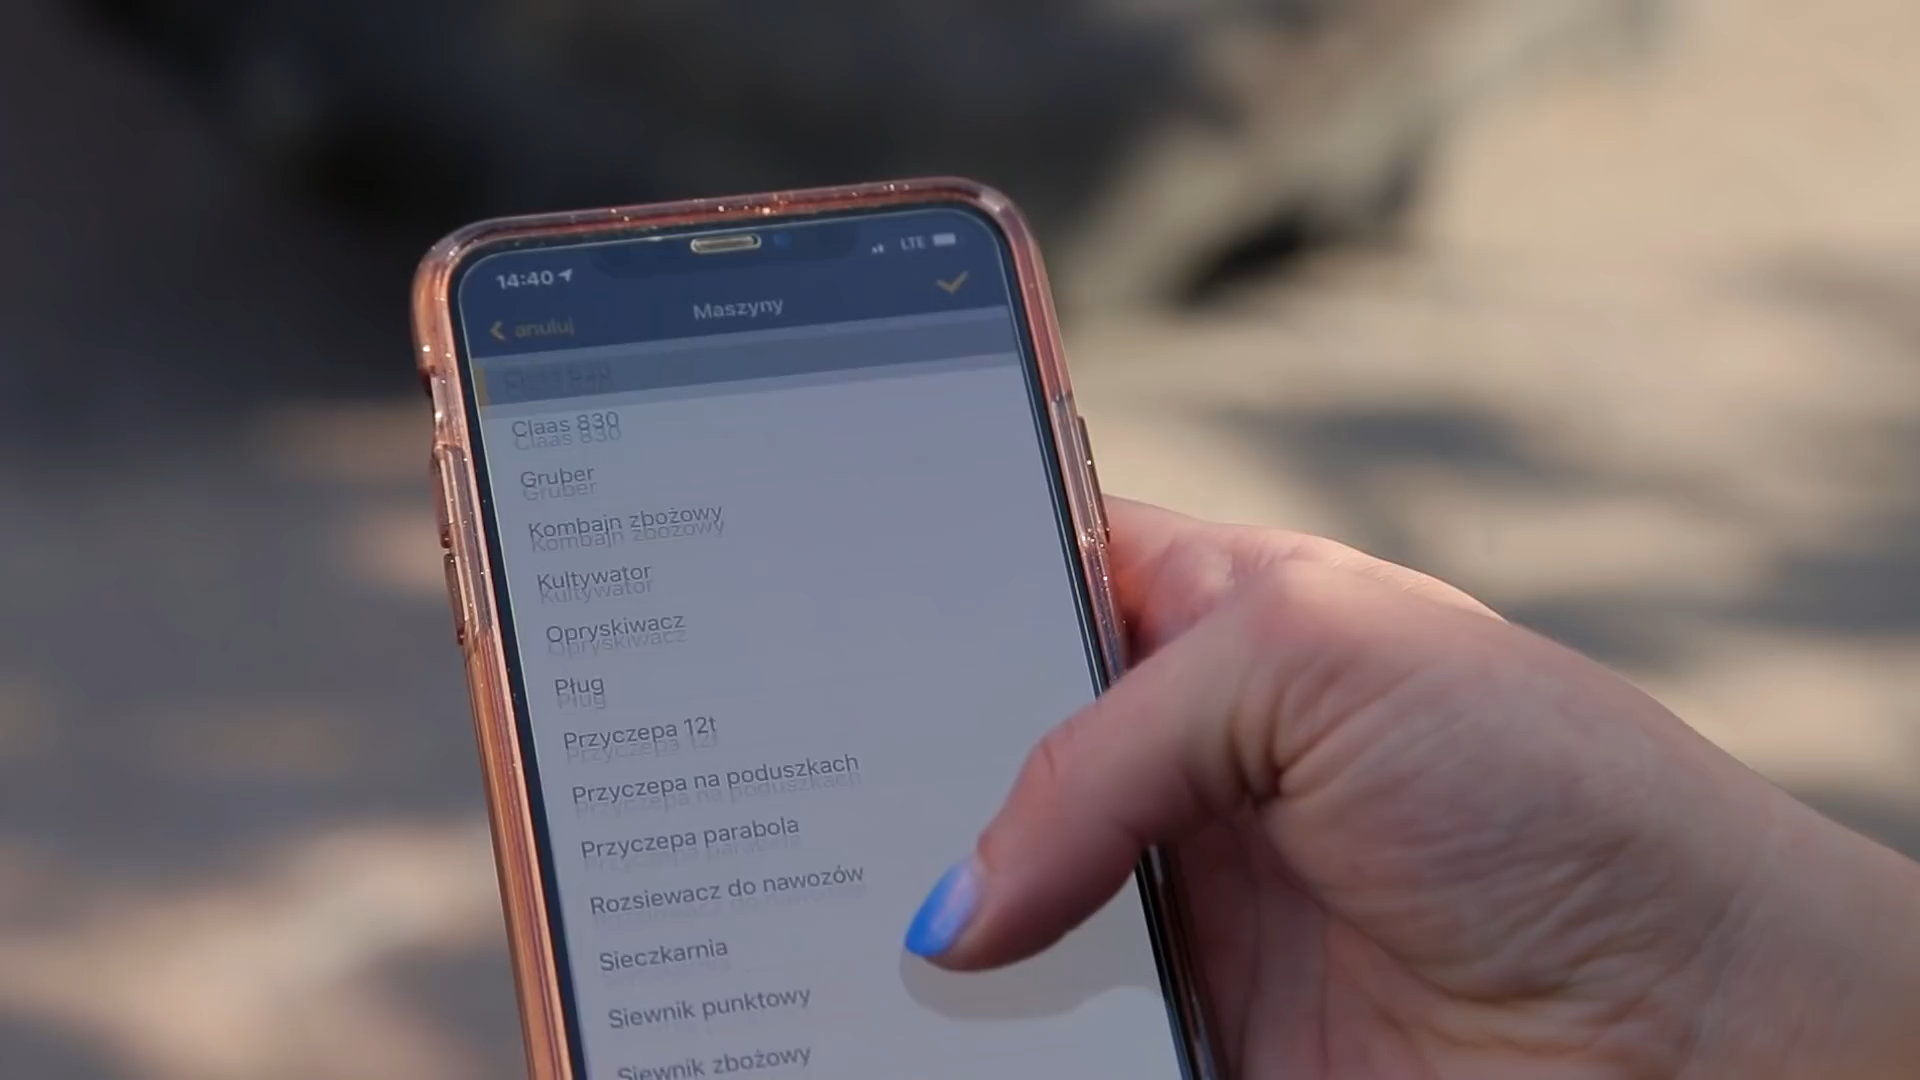 14:40
LTE
Maszyny
anuluj
Claas 830
Gruber
Kombajn zbożowy
Kultywator
Opryskiwacz
Pług
Przyczepa 12t
Przyczepa na poduszkach
Przyczepa parabola
Rozsiewacz do nawozów
Sieczkarnia
Siewnik punktowy
Siewnik zbożowy